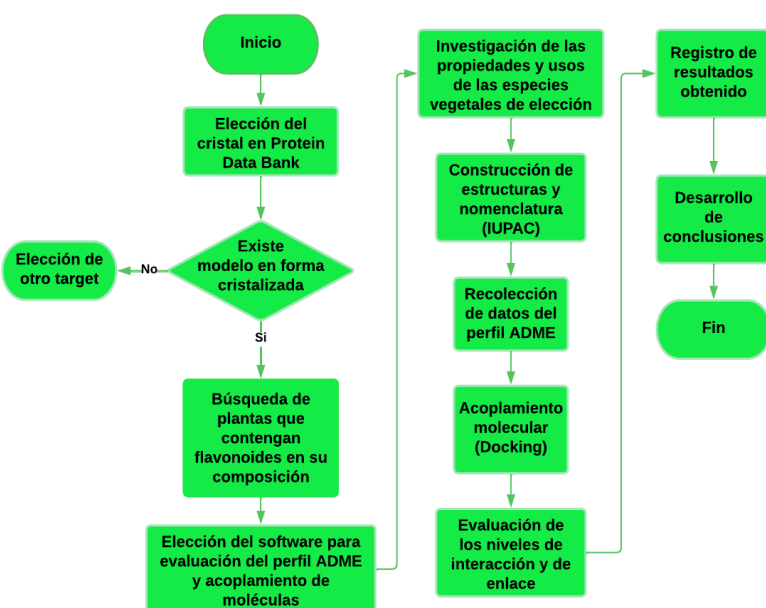 Inicio
Elección del
cristal en Protein
Data Bank
Existe
modelo en forma
cristalizada
No
Elección de
otro target
Si
Búsqueda de
plantas que
contengan
flavonoides en su
composición
Elección del software para
evaluación del perfil ADME
y acoplamiento de
moléculas
Investigación de las
propiedades y usos
de las especies
vegetales de elección
Construcción de
estructuras y
nomenclatura
(IUPAC)
Recolección
de datos del
perfil ADME
Acoplamiento
molecular
(Docking)
Evaluación de
los niveles de
interacción y de
enlace
Registro de
resultados
obtenido
Desarrollo
de
conclusiones
Fin